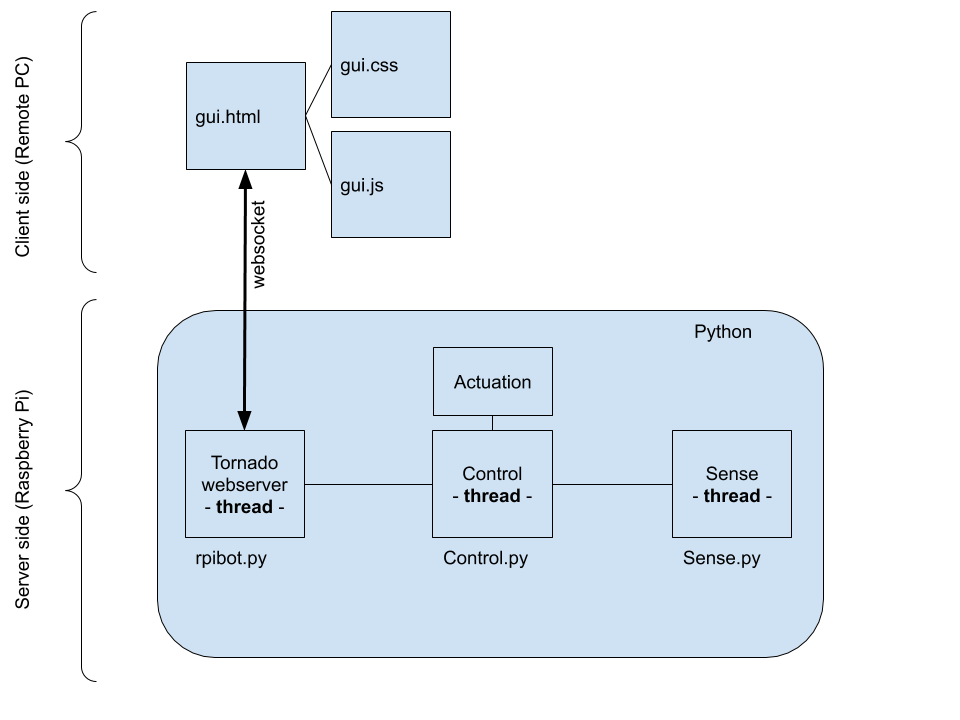 Client side (Remote PC)
gui.css
gui.html
gui.js
websocket
Server side (Raspberry Pi)
Python
Actuation
Tornado
webserver
- thread -
Control
- thread -
Sense
- thread -
rpibot.py
Control.py
Sense.py